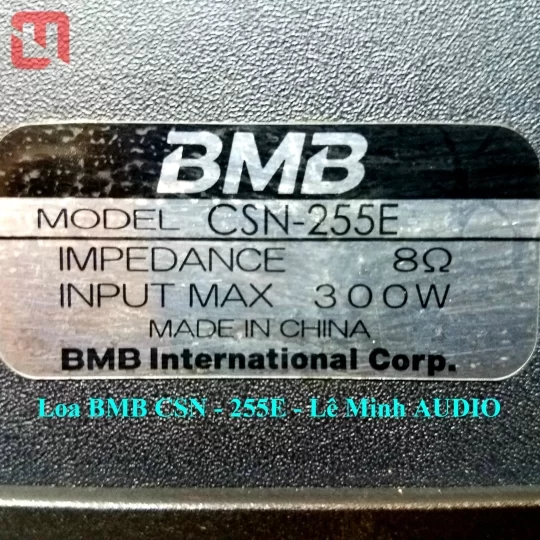 BMB
MODEL CSN-255E
IMPEDANCE 8Ω
INPUT MAX 300W
MADE IN CHINA
BMB International Corp.
Loa BMB CSN - 255E - Lê Minh AUDIO